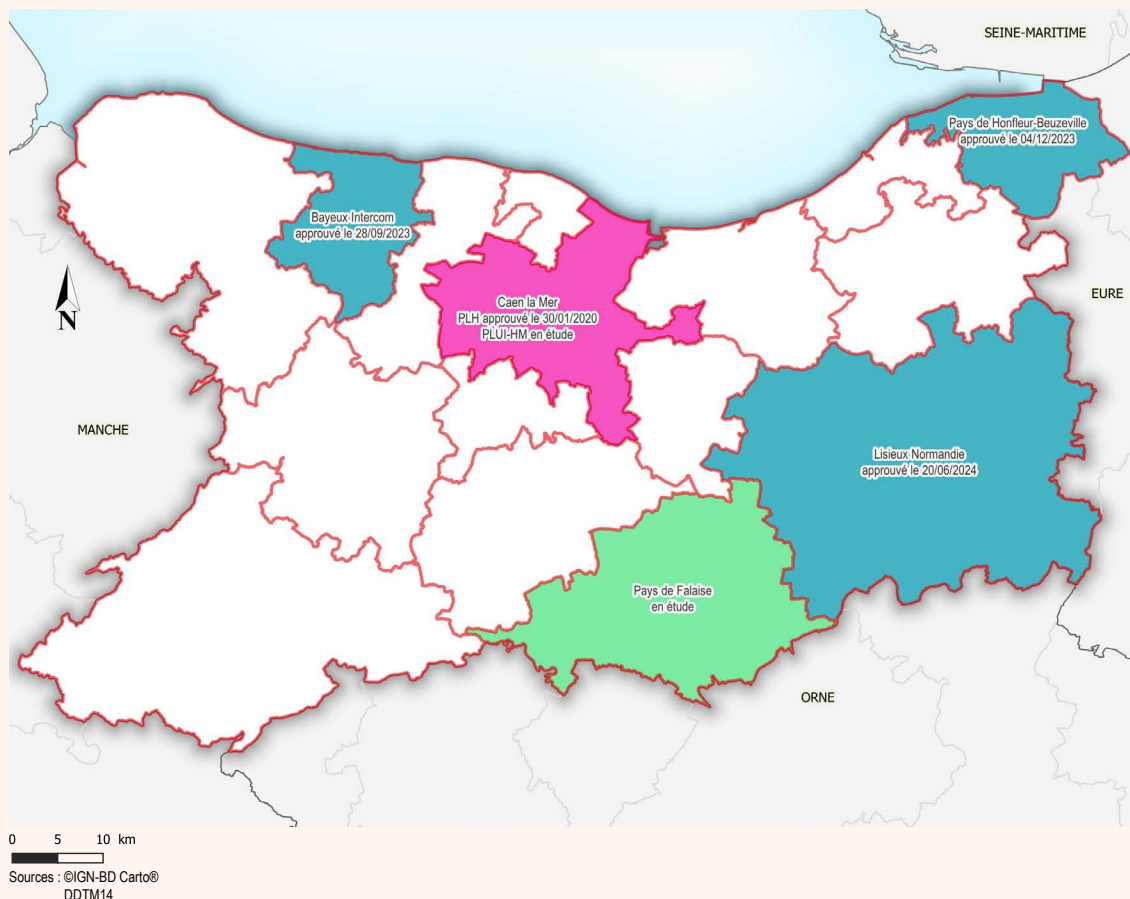 SEINE-MARITIME
Pays de Honfleur-Beuzeville
approuvé le 04/12/2023
Bayeux Intercom
approuvé le 28/09/2023
Caen la Mer
PLH approuvé le 30/01/2020
PLUI-HM en étude
EURE
N
MANCHE
Lisieux Normandie
approuvé le 20/06/2024
Pays de Falaise
en étude
ORNE
0 5 10 km
Sources : ©IGN-BD Carto®
DDTM14